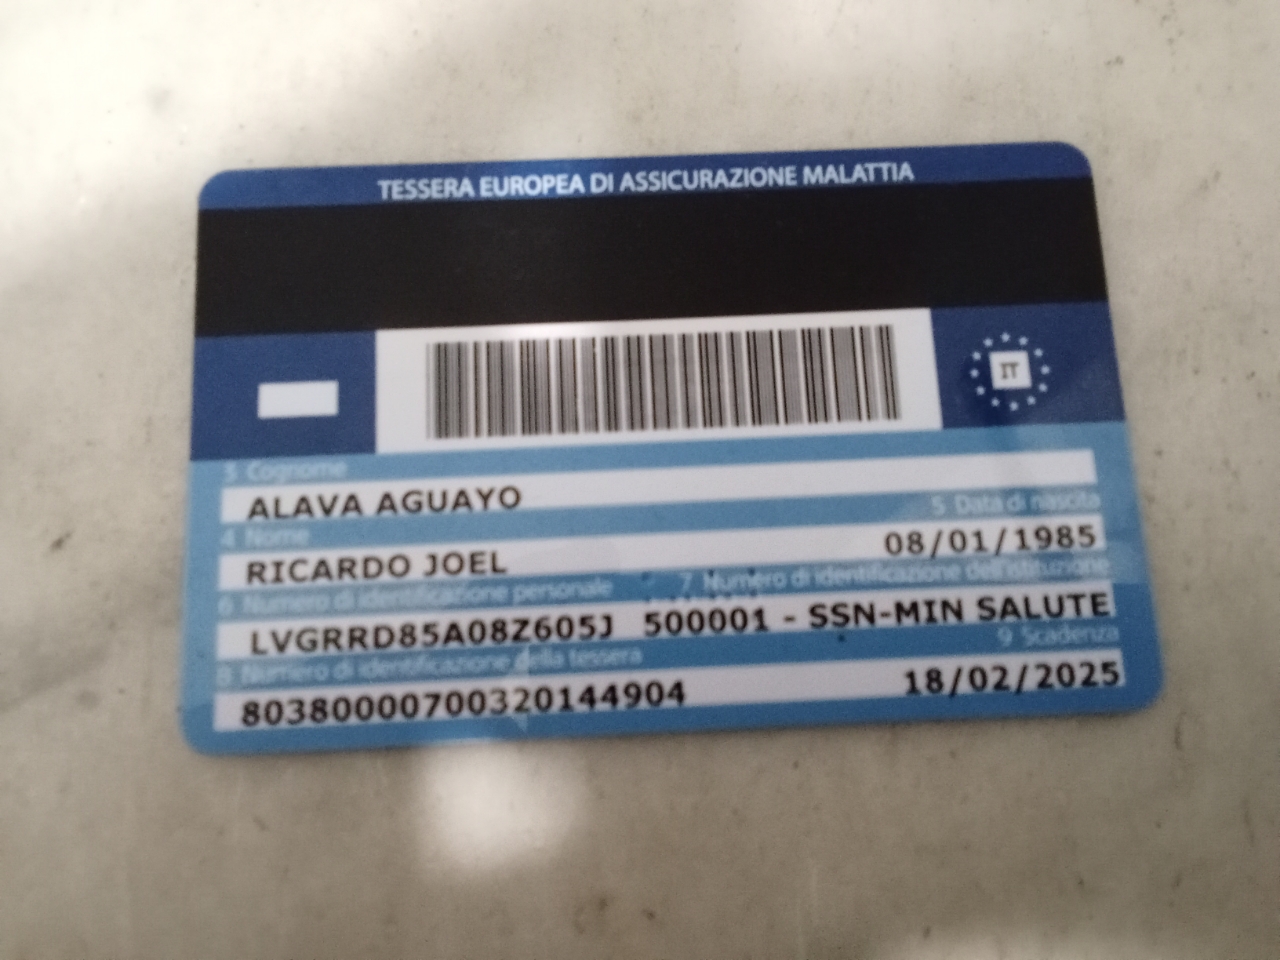 TESSERA EUROPEA DI ASSICURAZIONE MALATTIA
IT
3 Cognome
ALAVA AGUAYO
5 Data di nascita
4 Nome
RICARDO JOEL 08/01/1985
6 Numero di identificazione personale 7 Numero di identificazione dell'istituzione
LVGRRD85A08Z605J 500001 - SSN-MIN SALUTE
8 Numero di identificazione della tessera 9 Scadenza
80380000700320144904 18/02/2025